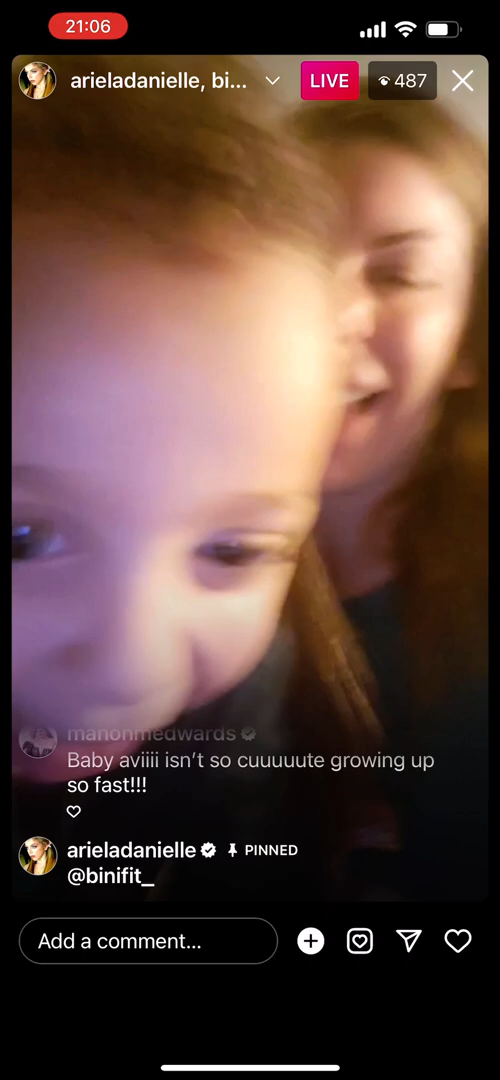 21:06
arieladanielle, bi...
LIVE
487
manonmedwards
Baby aviiii isn't so cuuuuute growing up
so fast!!!
arieladanielle PINNED
@binifit_
Add a comment...